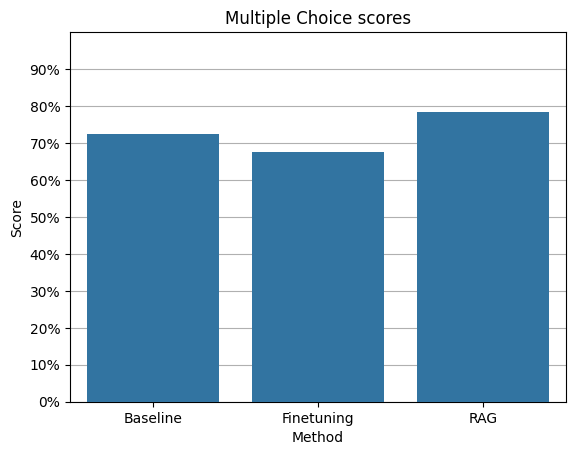 Multiple Choice scores
90%
80%
70%
60%
50%
40%
30%
20%
10%
0%
Score
Baseline
Finetuning
RAG
Method